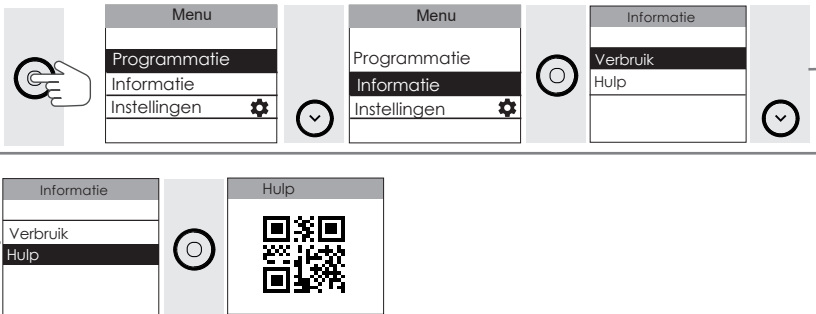 Menu
Programmatie
Informatie
Instellingen
Menu
Programmatie
Informatie
Instellingen
Informatie
Verbruik
Hulp
Informatie
Verbruik
Hulp
Hulp